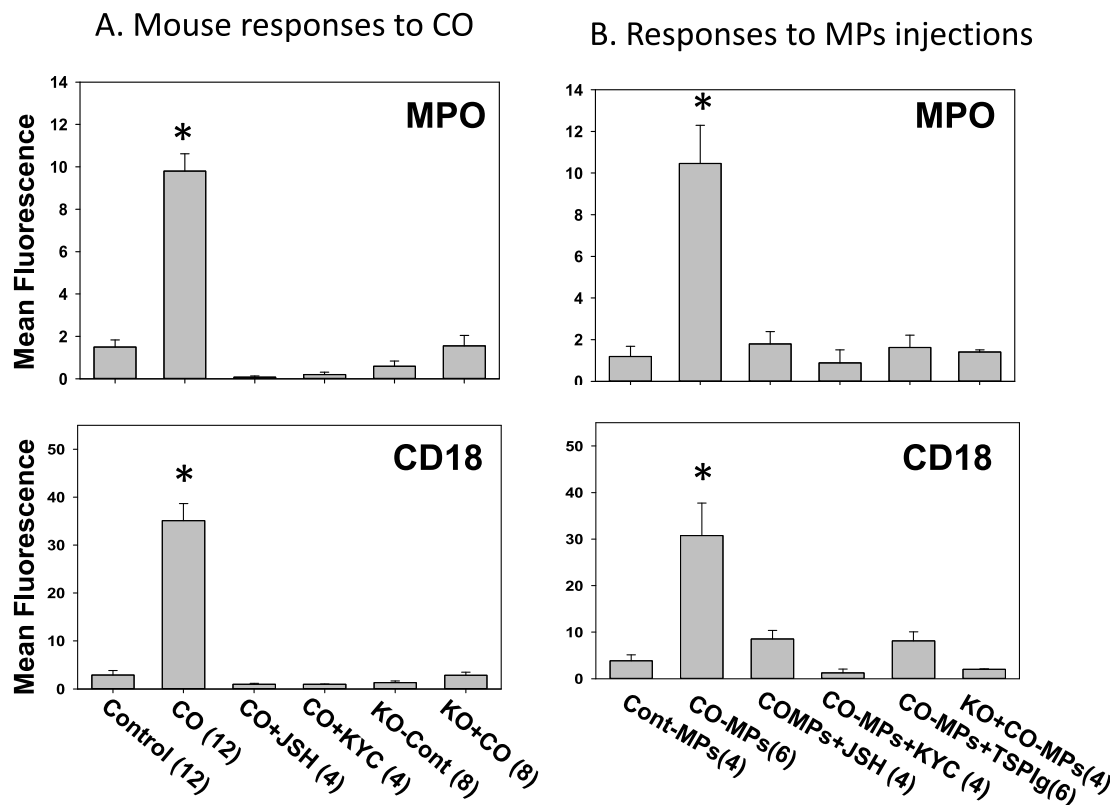 A. Mouse responses to CO
B. Responses to MPs injections
Mean Fluorescence
14
12
10
8
6
4
2
0
MPO
*
14
12
10
8
6
4
2
0
MPO
*
Mean Fluorescence
50
40
30
20
10
0
CD18
*
50
40
30
20
10
0
CD18
*
Control (12)
CO (12)
CO+JSH (4)
CO+KYC (4)
KO-Cont (8)
KO+CO (8)
Cont-MPs(4)
CO-MPs(6)
COMPs+JSH (4)
CO-MPs+KYC (4)
CO-MPs+TSPIg(6)
KO+CO-MPs(4)